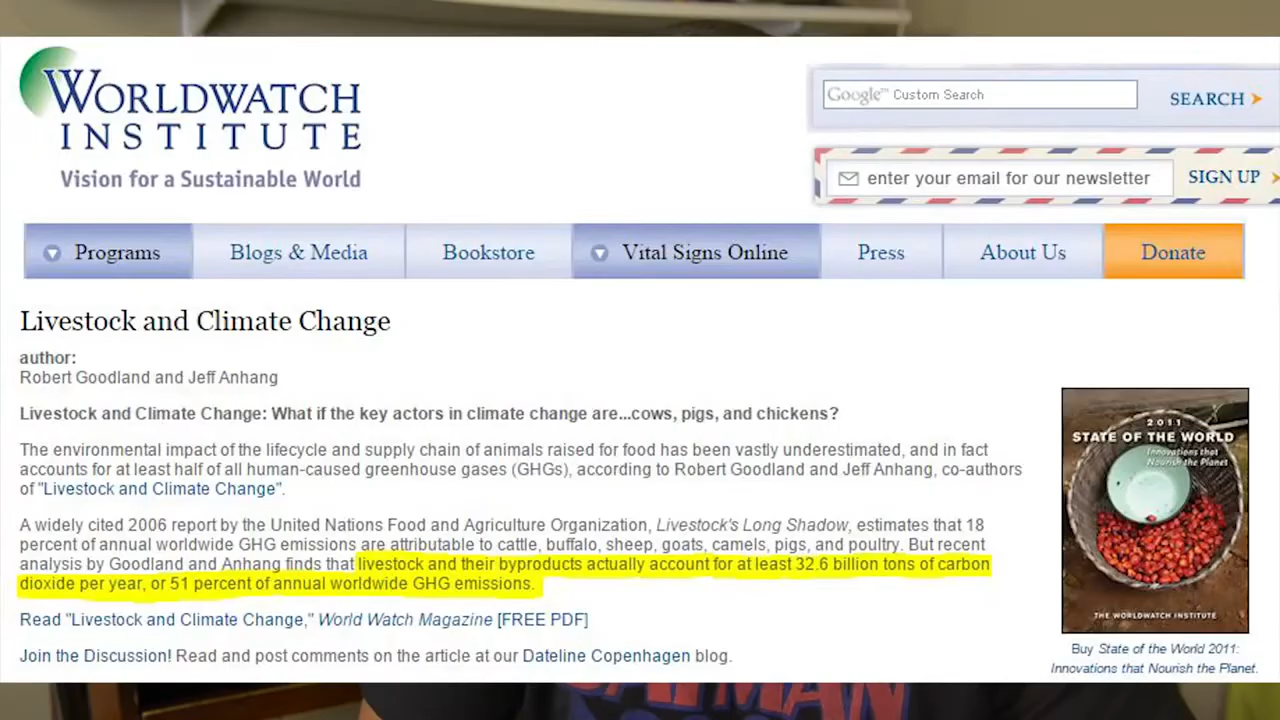 WORLDWATCH
INSTITUTE
Vision for a Sustainable World
Google™ Custom Search
SEARCH
enter your email for our newsletter
SIGN UP
Programs
Blogs & Media
Bookstore
Vital Signs Online
Press
About Us
Donate
Livestock and Climate Change
author:
Robert Goodland and Jeff Anhang
Livestock and Climate Change: What if the key actors in climate change are...cows, pigs, and chickens?
The environmental impact of the lifecycle and supply chain of animals raised for food has been vastly underestimated, and in fact
accounts for at least half of all human-caused greenhouse gases (GHGs), according to Robert Goodland and Jeff Anhang, co-authors
of "Livestock and Climate Change".
A widely cited 2006 report by the United Nations Food and Agriculture Organization, Livestock's Long Shadow, estimates that 18
percent of annual worldwide GHG emissions are attributable to cattle, buffalo, sheep, goats, camels, pigs, and poultry. But recent
analysis by Goodland and Anhang finds that livestock and their byproducts actually account for at least 32.6 billion tons of carbon
dioxide per year, or 51 percent of annual worldwide GHG emissions.
Read "Livestock and Climate Change," World Watch Magazine [FREE PDF]
Join the Discussion! Read and post comments on the article at our Dateline Copenhagen blog.
2011
STATE OF THE WORLD
Innovations that
Nourish the Planet
THE WORLDWATCH INSTITUTE
Buy State of the World 2011:
Innovations that Nourish the Planet.